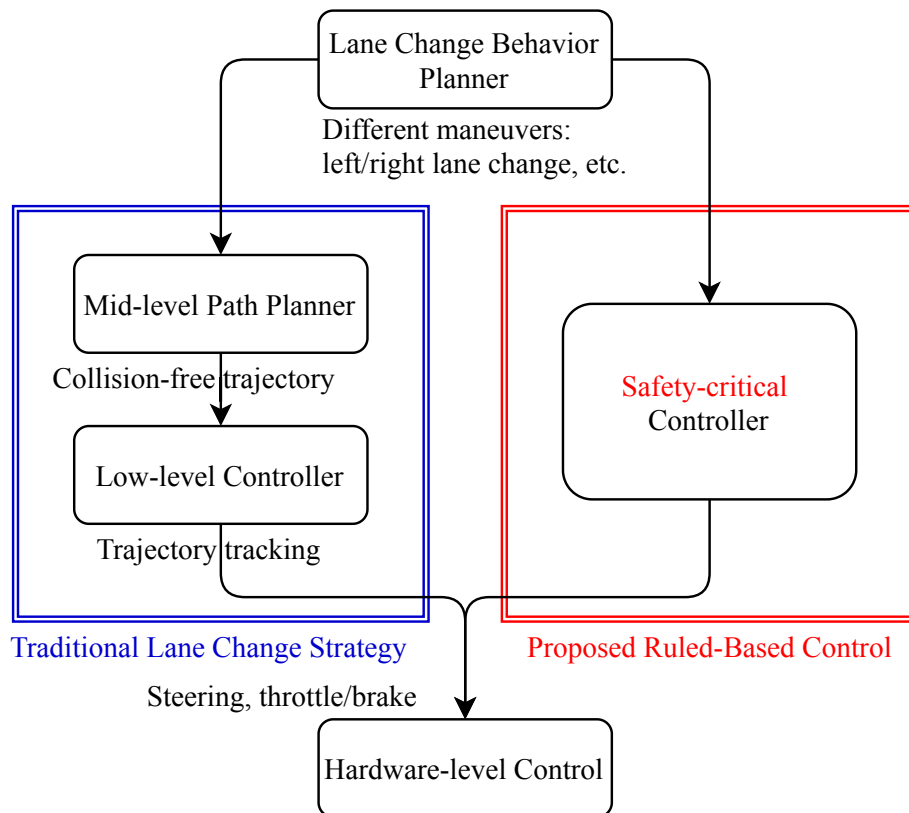 Lane Change Behavior
Planner
Different maneuvers:
left/right lane change, etc.
Mid-level Path Planner
Collision-free trajectory
Low-level Controller
Trajectory tracking
Traditional Lane Change Strategy
Safety-critical
Controller
Proposed Ruled-Based Control
Steering, throttle/brake
Hardware-level Control